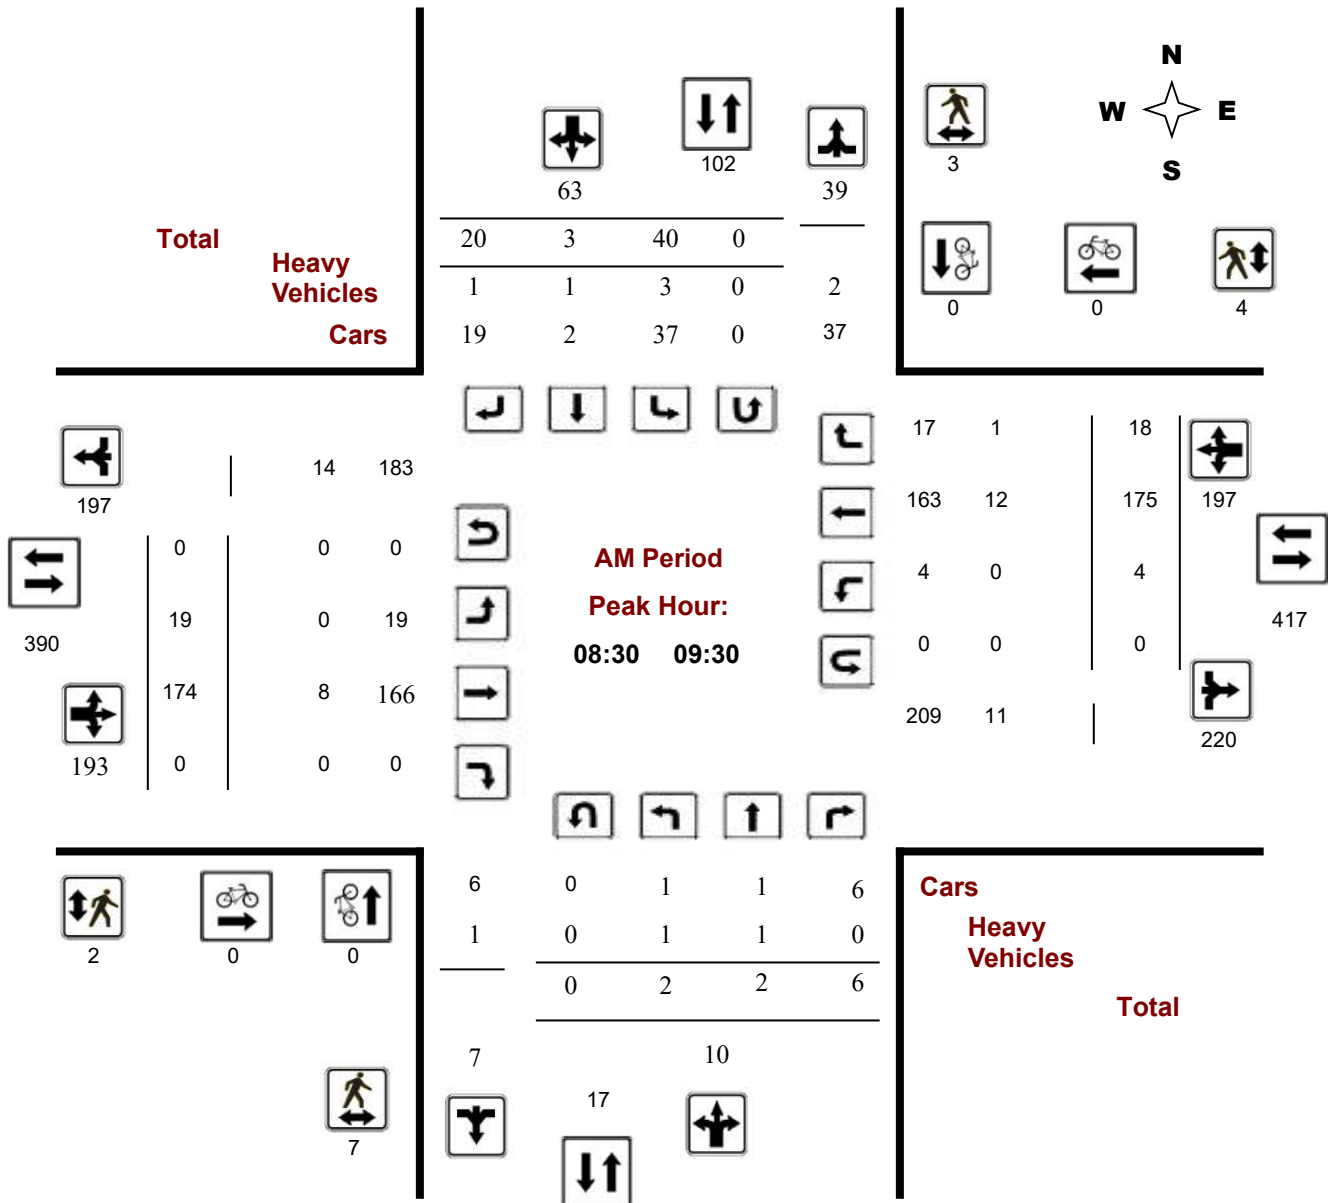 N
W E
S
102
3
63
39
Total
20 3 40 0
Heavy
Vehicles
1 1 3 0 2
Cars
19 2 37 0 37
0 0 4
17 1 18
14 183
197
163 12 175 197
0 0 0
AM Period
4 0 4
19 0 19
Peak Hour:
417
390
08:30 09:30
0 0 0
174 8 166
209 11
220
193 0 0 0
6 0 1 1 6
Cars
1 0 1 1 0
Heavy
Vehicles
2 0 0
0 2 2 6
Total
7 10
17
7